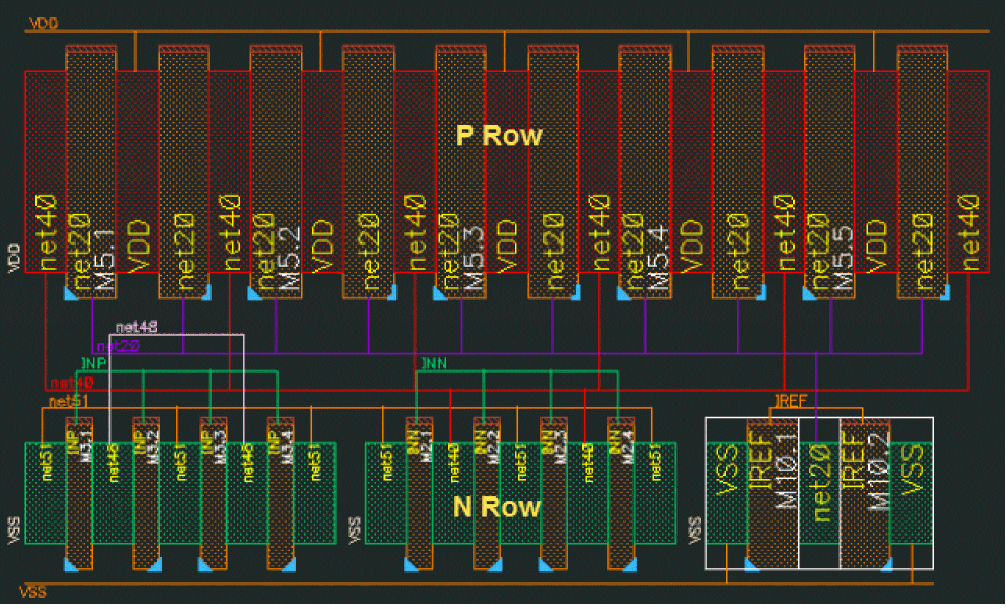 VDD
P Row
net40
net20
M5.1
VDD
net20
net40
net20
M5.2
VDD
net20
net40
net20
M5.3
VDD
net20
net40
net20
M5.4
VDD
net20
net40
net20
M5.5
VDD
net20
net40
VDD
net48
net20
INP
INN
net40
net51
IREF
net51
INP
M3.1
net48
INP
M3.2
net51
INP
M3.3
net48
INP
M3.4
net51
net51
INN
M2.1
net40
INN
M2.2
net51
INN
M2.3
net40
INN
M2.4
net51
VSS
IREF
M10.1
net20
IREF
M10.2
VSS
N Row
VSS
VSS
VSS
VSS